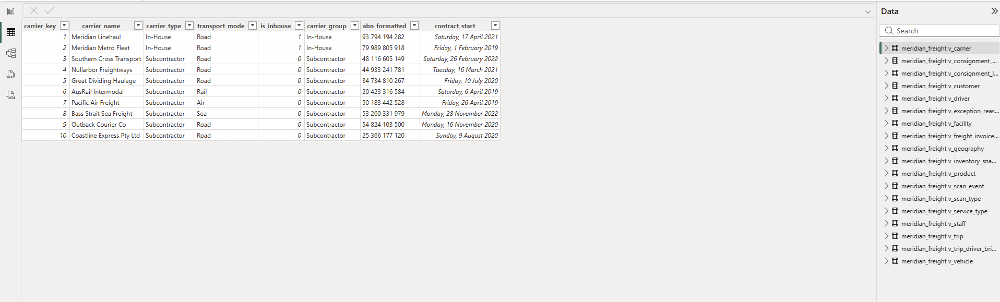 Data
Search
carrier_key carrier_name carrier_type transport_mode is_inhouse carrier_group abn_formatted contract_start
1 Meridian Linehaul In-House Road 1 In-House 93 794 194 282 Saturday, 17 April 2021
2 Meridian Metro Fleet In-House Road 1 In-House 79 989 805 918 Friday, 1 February 2019
3 Southern Cross Transport Subcontractor Road 0 Subcontractor 48 116 605 149 Saturday, 26 February 2022
4 Nullarbor Freightways Subcontractor Road 0 Subcontractor 44 933 241 781 Tuesday, 16 March 2021
5 Great Dividing Haulage Subcontractor Road 0 Subcontractor 34 734 810 267 Friday, 10 July 2020
6 AusRail Intermodal Subcontractor Rail 0 Subcontractor 20 423 316 584 Saturday, 6 April 2019
7 Pacific Air Freight Subcontractor Air 0 Subcontractor 50 183 442 528 Friday, 26 April 2019
8 Bass Strait Sea Freight Subcontractor Sea 0 Subcontractor 53 260 331 979 Monday, 28 November 2022
9 Outback Courier Co Subcontractor Road 0 Subcontractor 54 824 103 500 Monday, 16 November 2020
10 Coastline Express Pty Ltd Subcontractor Road 0 Subcontractor 25 366 177 120 Sunday, 9 August 2020
meridian_freight v_carrier
meridian_freight v_consignment_...
meridian_freight v_consignment_l...
meridian_freight v_customer
meridian_freight v_driver
meridian_freight v_exception_reas...
meridian_freight v_facility
meridian_freight v_freight_invoice...
meridian_freight v_geography
meridian_freight v_inventory_sna...
meridian_freight v_product
meridian_freight v_scan_event
meridian_freight v_scan_type
meridian_freight v_service_type
meridian_freight v_staff
meridian_freight v_trip
meridian_freight v_trip_driver_bri...
meridian_freight v_vehicle
DAX
TMDL